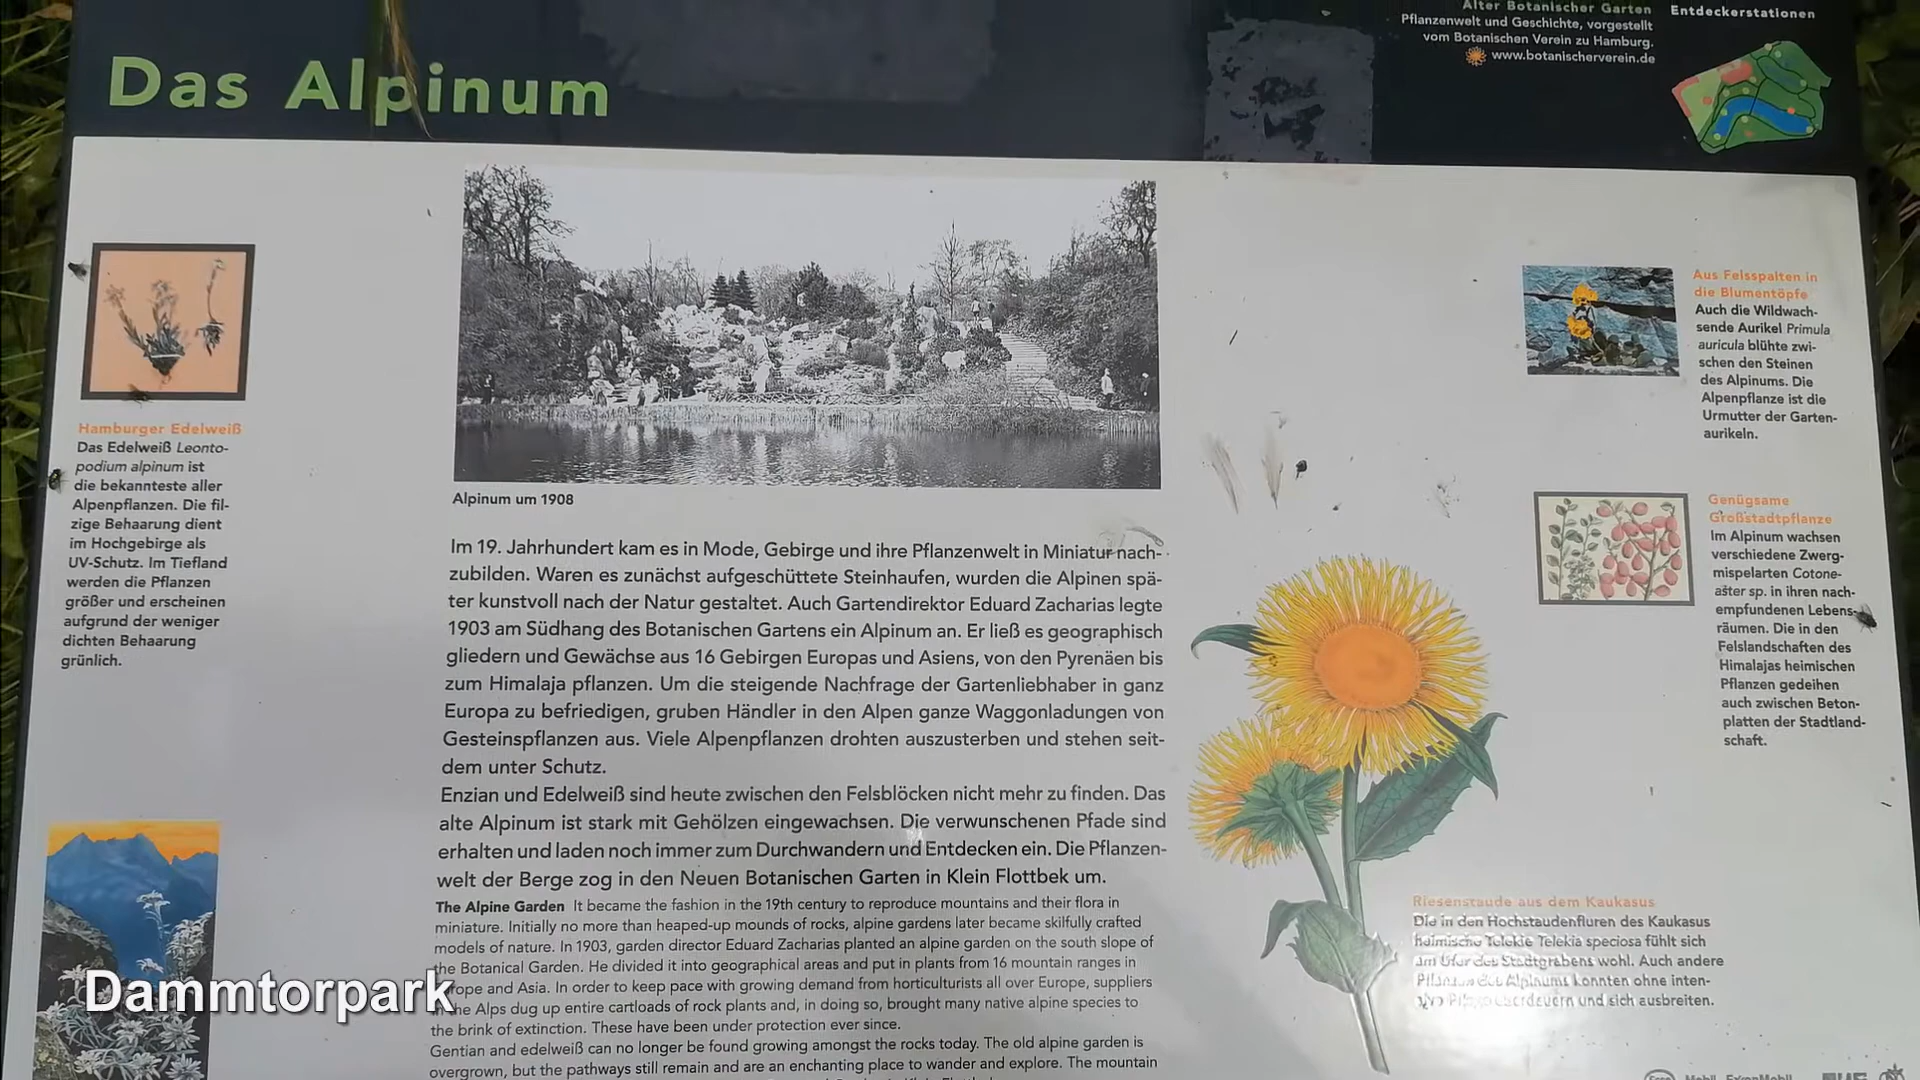 Das Alpinum
Alter Botanischer Garten
Pflanzenwelt und Geschichte, vorgestellt
vom Botanischen Verein zu Hamburg.
www.botanischerverein.de
Entdeckerstationen
Hamburger Edelweiß
Das Edelweiß Leonto-
podium alpinum ist
die bekannteste aller
Alpenpflanzen. Die fil-
zige Behaarung dient
im Hochgebirge als
UV-Schutz. Im Tiefland
werden die Pflanzen
größer und erscheinen
aufgrund der weniger
dichten Behaarung
grünlich.
Alpinum um 1908
Im 19. Jahrhundert kam es in Mode, Gebirge und ihre Pflanzenwelt in Miniatur nach-
zubilden. Waren es zunächst aufgeschüttete Steinhaufen, wurden die Alpinen spä-
ter kunstvoll nach der Natur gestaltet. Auch Gartendirektor Eduard Zacharias legte
1903 am Südhang des Botanischen Gartens ein Alpinum an. Er ließ es geographisch
gliedern und Gewächse aus 16 Gebirgen Europas und Asiens, von den Pyrenäen bis
zum Himalaja pflanzen. Um die steigende Nachfrage der Gartenliebhaber in ganz
Europa zu befriedigen, gruben Händler in den Alpen ganze Waggonladungen von
Gesteinspflanzen aus. Viele Alpenpflanzen drohten auszusterben und stehen seit-
dem unter Schutz.
Enzian und Edelweiß sind heute zwischen den Felsblöcken nicht mehr zu finden. Das
alte Alpinum ist stark mit Gehölzen eingewachsen. Die verwunschenen Pfade sind
erhalten und laden noch immer zum Durchwandern und Entdecken ein. Die Pflanzen-
welt der Berge zog in den Neuen Botanischen Garten in Klein Flottbek um.
The Alpine Garden It became the fashion in the 19th century to reproduce mountains and their flora in
miniature. Initially no more than heaped-up mounds of rocks, alpine gardens later became skilfully crafted
models of nature. In 1903, garden director Eduard Zacharias planted an alpine garden on the south slope of
the Botanical Garden. He divided it into geographical areas and put in plants from 16 mountain ranges in
and Asia. In order to keep pace with growing demand from horticulturists all over Europe, suppliers
the Alps dug up entire cartloads of rock plants and, in doing so, brought many native alpine species to
the brink of extinction. These have been under protection ever since.
Gentian and edelweiß can no longer be found growing amongst the rocks today. The old alpine garden is
overgrown, but the pathways still remain and are an enchanting place to wander and explore. The mountain
Aus Felsspalten in
die Blumentöpfe
Auch die Wildwach-
sende Aurikel Primula
auricula blühte zwi-
schen den Steinen
des Alpinums. Die
Alpenpflanze ist die
Urmutter der Garten-
aurikeln.
Genügsame
Großstadtpflanze
Im Alpinum wachsen
verschiedene Zwerg-
mispelarten Cotone-
aster sp. in ihren nach-
empfundenen Lebens-
räumen. Die in den
Felslandschaften des
Himalajas heimischen
Pflanzen gedeihen
auch zwischen Beton-
platten der Stadtland-
schaft.
Riesenstaude aus dem Kaukasus
Die in den Hochstaudenfluren des Kaukasus
heimische Telekie Telekia speciosa fühlt sich
am Ufer des Stadtgrabens wohl. Auch andere
Pflanzen des Alpinums konnten ohne inten-
überdauern und sich ausbreiten.
Dammtorpark